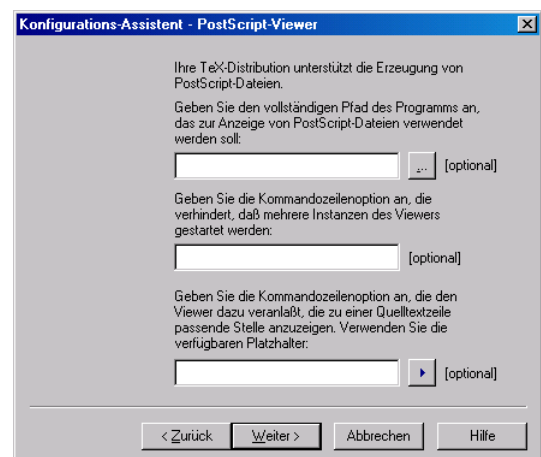 Konfigurations-Assistent - PostScript-Viewer
Ihre TeX-Distribution unterstützt die Erzeugung von
PostScript-Dateien.
Geben Sie den vollständigen Pfad des Programms an,
das zur Anzeige von PostScript-Dateien verwendet
werden soll:
... [optional]
Geben Sie die Kommandozeilenoption an, die
verhindert, daß mehrere Instanzen des Viewers
gestartet werden:
[optional]
Geben Sie die Kommandozeilenoption an, die den
Viewer dazu veranlaßt, die zu einer Quelltextzeile
passende Stelle anzuzeigen. Verwenden Sie die
verfügbaren Platzhalter:
[optional]
< Zurück Weiter > Abbrechen Hilfe